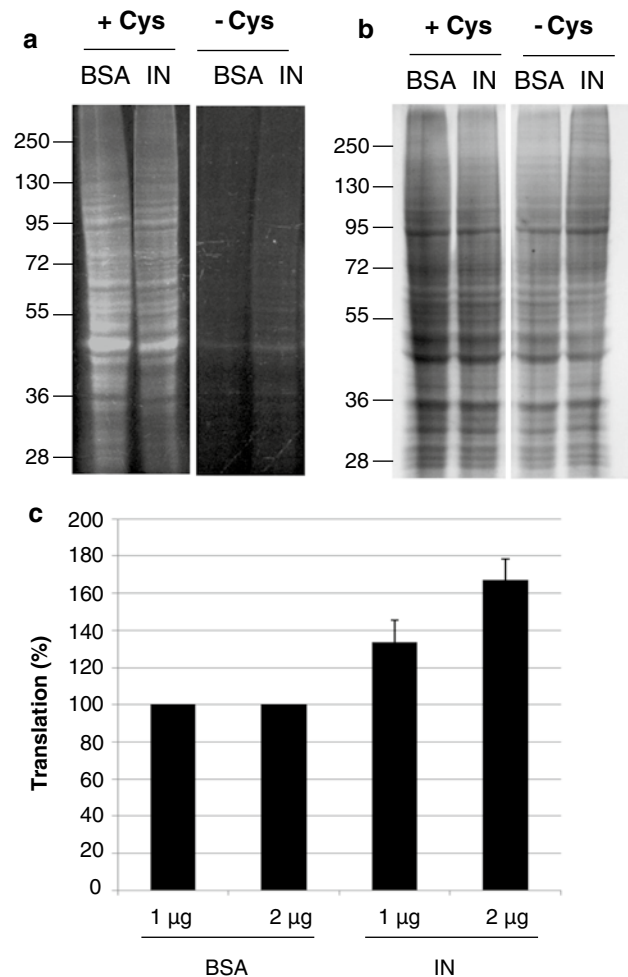 a
+ Cys - Cys
BSA IN BSA IN
250
130
95
72
55
36
28
b
+ Cys - Cys
BSA IN BSA IN
250
130
95
72
55
36
28
c
Translation (%)
200
180
160
140
120
100
80
60
40
20
0
1 µg 2 µg 1 µg 2 µg
BSA IN